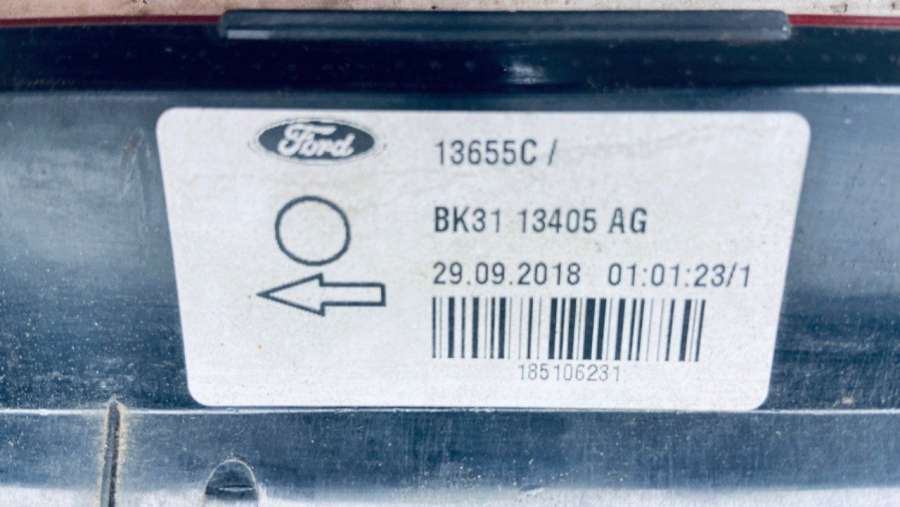 Ford
13655C /
BK31 13405 AG
29.09.2018 01:01:23/1
185106231